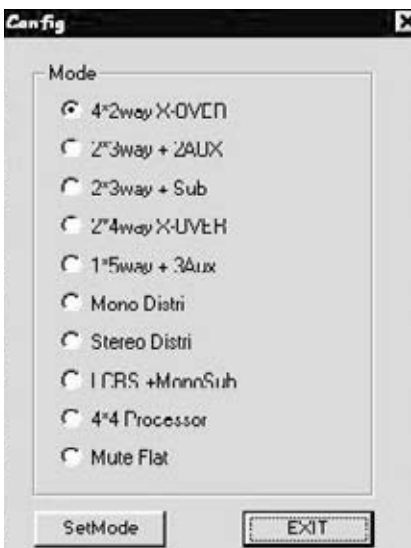 Config
Mode
4*2way X-OVER
2*3way + 2AUX
2*3way + Sub
2*4way X-OVER
1*5way + 3Aux
Mono Distri
Stereo Distri
LCRS +MonoSub
4*4 Processor
Mute Flat
SetMode
EXIT